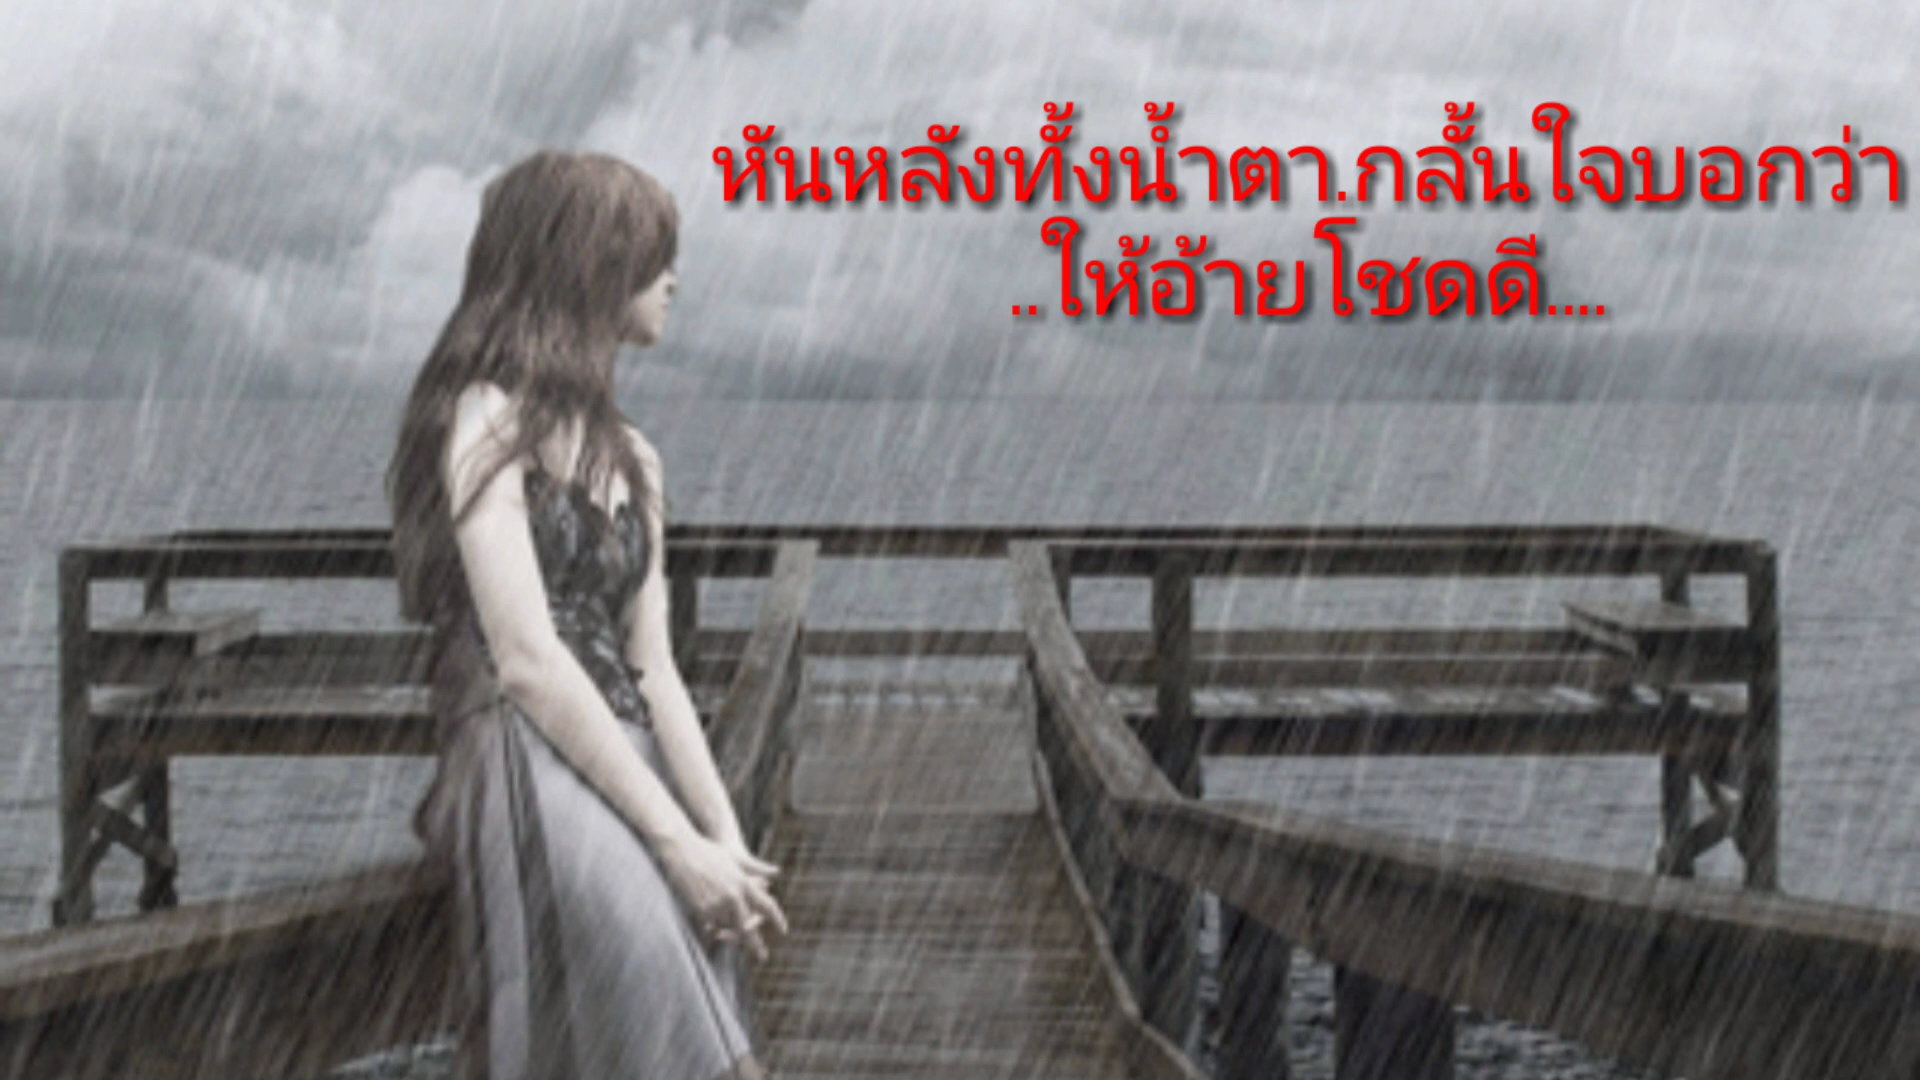 หันหลังทั้งน้ำตา.กลั้นใจบอกว่า
..ให้อ้ายโชดดี....